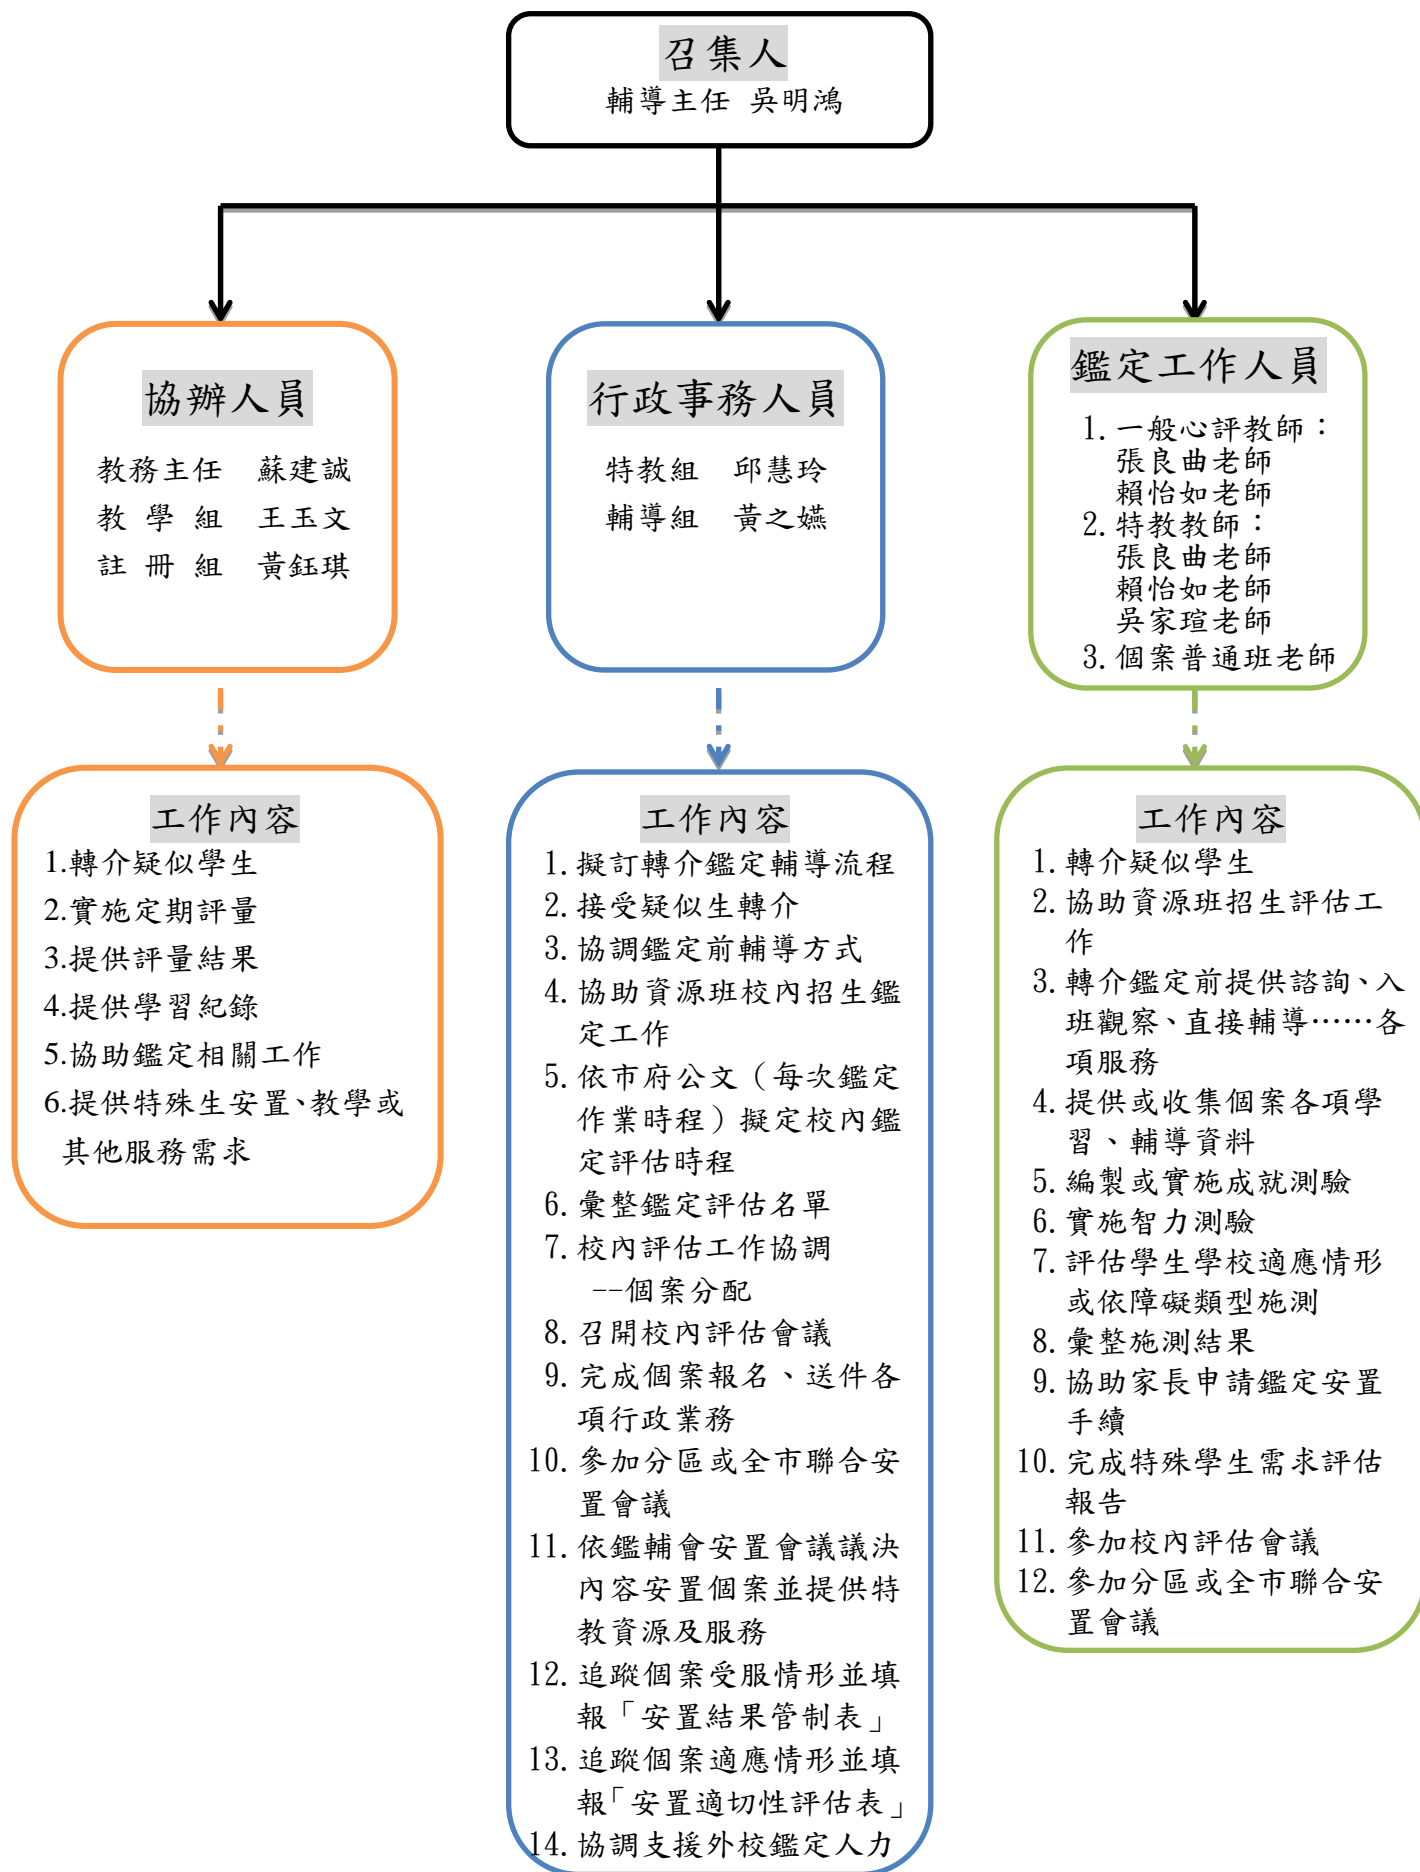 召集人
輔導主任 吳明鴻
協辦人員
教務主任 蘇建誠
教 學 組 王玉文
註 冊 組 黃鈺琪
行政事務人員
特教組 邱慧玲
輔導組 黃之嬿
鑑定工作人員
1.一般心評教師：
張良曲老師
賴怡如老師
2.特教教師：
張良曲老師
賴怡如老師
吳家瑄老師
3.個案普通班老師
工作內容
1.轉介疑似學生
2.實施定期評量
3.提供評量結果
4.提供學習紀錄
5.協助鑑定相關工作
6.提供特殊生安置、教學或
其他服務需求
工作內容
1.擬訂轉介鑑定輔導流程
2.接受疑似生轉介
3.協調鑑定前輔導方式
4.協助資源班校內招生鑑
定工作
5.依市府公文（每次鑑定
作業時程）擬定校內鑑
定評估時程
6.彙整鑑定評估名單
7.校內評估工作協調
--個案分配
8.召開校內評估會議
9.完成個案報名、送件各
項行政業務
10.參加分區或全市聯合安
置會議
11.依鑑輔會安置會議議決
內容安置個案並提供特
教資源及服務
12.追蹤個案受服情形並填
報「安置結果管制表」
13.追蹤個案適應情形並填
報「安置適切性評估表」
14.協調支援外校鑑定人力
工作內容
1.轉介疑似學生
2.協助資源班招生評估工
作
3.轉介鑑定前提供諮詢、入
班觀察、直接輔導……各
項服務
4.提供或收集個案各項學
習、輔導資料
5.編製或實施成就測驗
6.實施智力測驗
7.評估學生學校適應情形
或依障礙類型施測
8.彙整施測結果
9.協助家長申請鑑定安置
手續
10.完成特殊學生需求評估
報告
11.參加校內評估會議
12.參加分區或全市聯合安
置會議